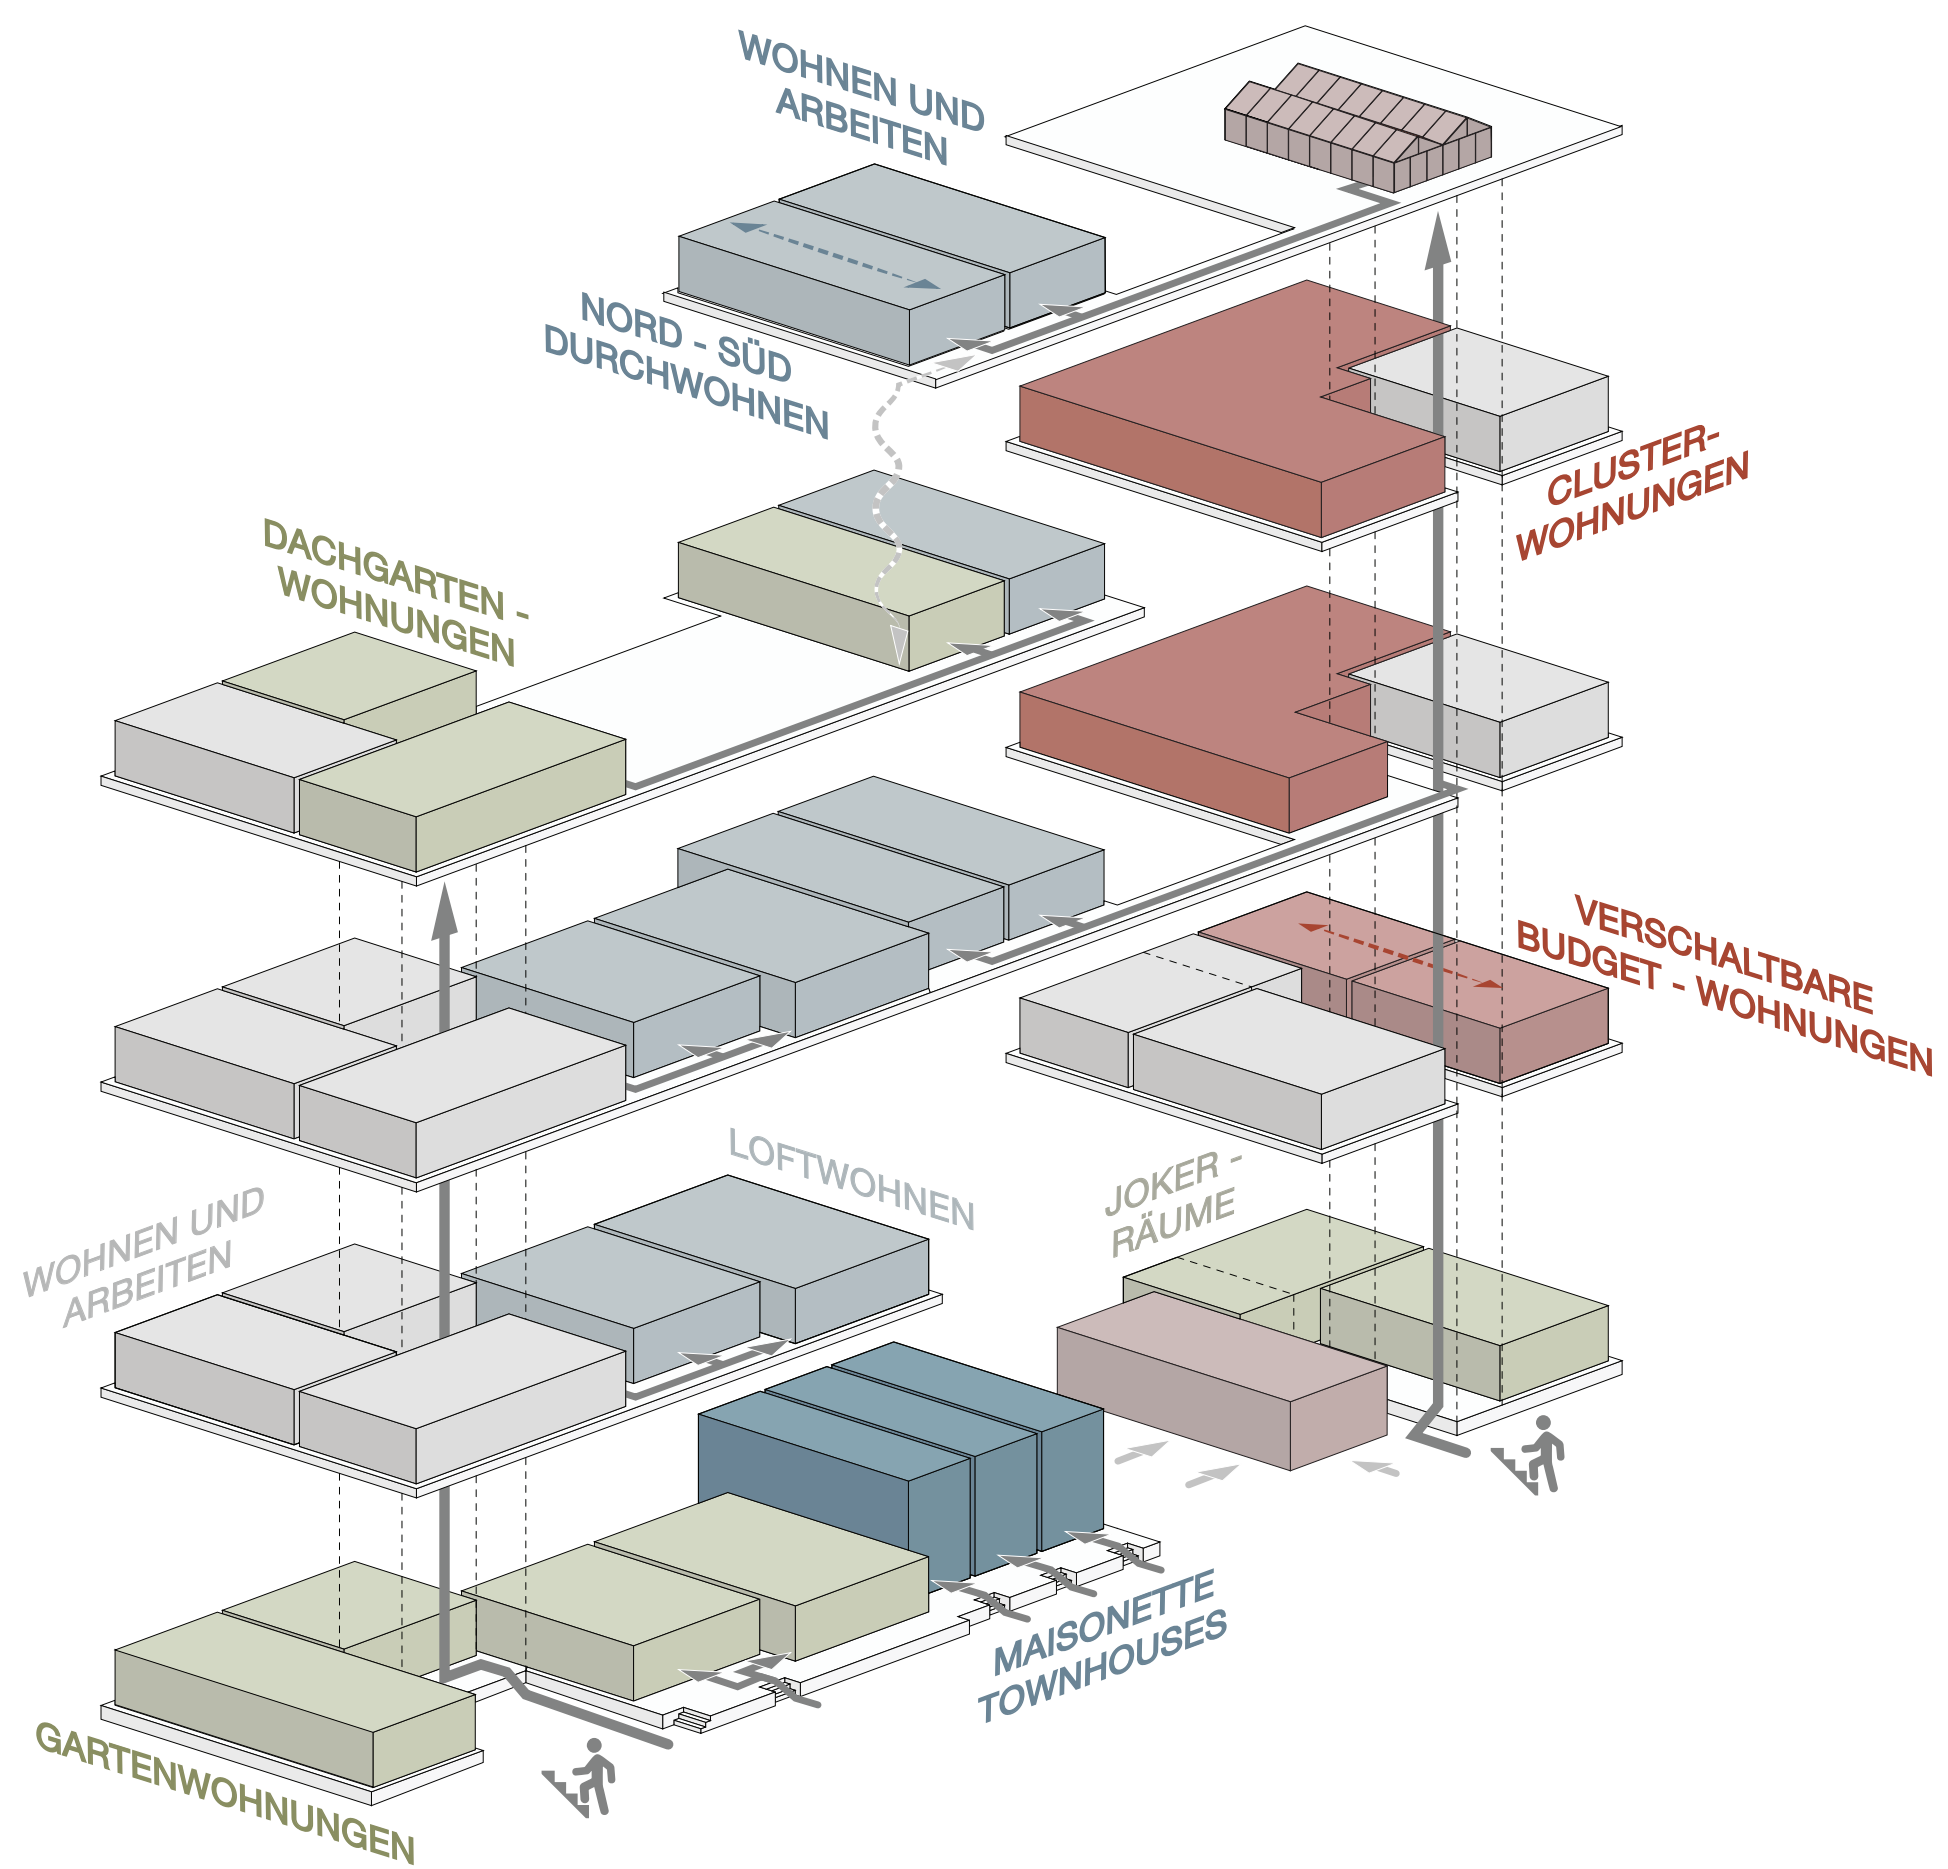 WOHNEN UND
ARBEITEN
NORD - SÜD
DURCHWOHNEN
CLUSTER-
WOHNUNGEN
DACHGARTEN -
WOHNUNGEN
VERSCHALTBARE
BUDGET - WOHNUNGEN
LOFTWOHNEN
JOKER -
RÄUME
WOHNEN UND
ARBEITEN
MAISONETTE
TOWNHOUSES
GARTENWOHNUNGEN